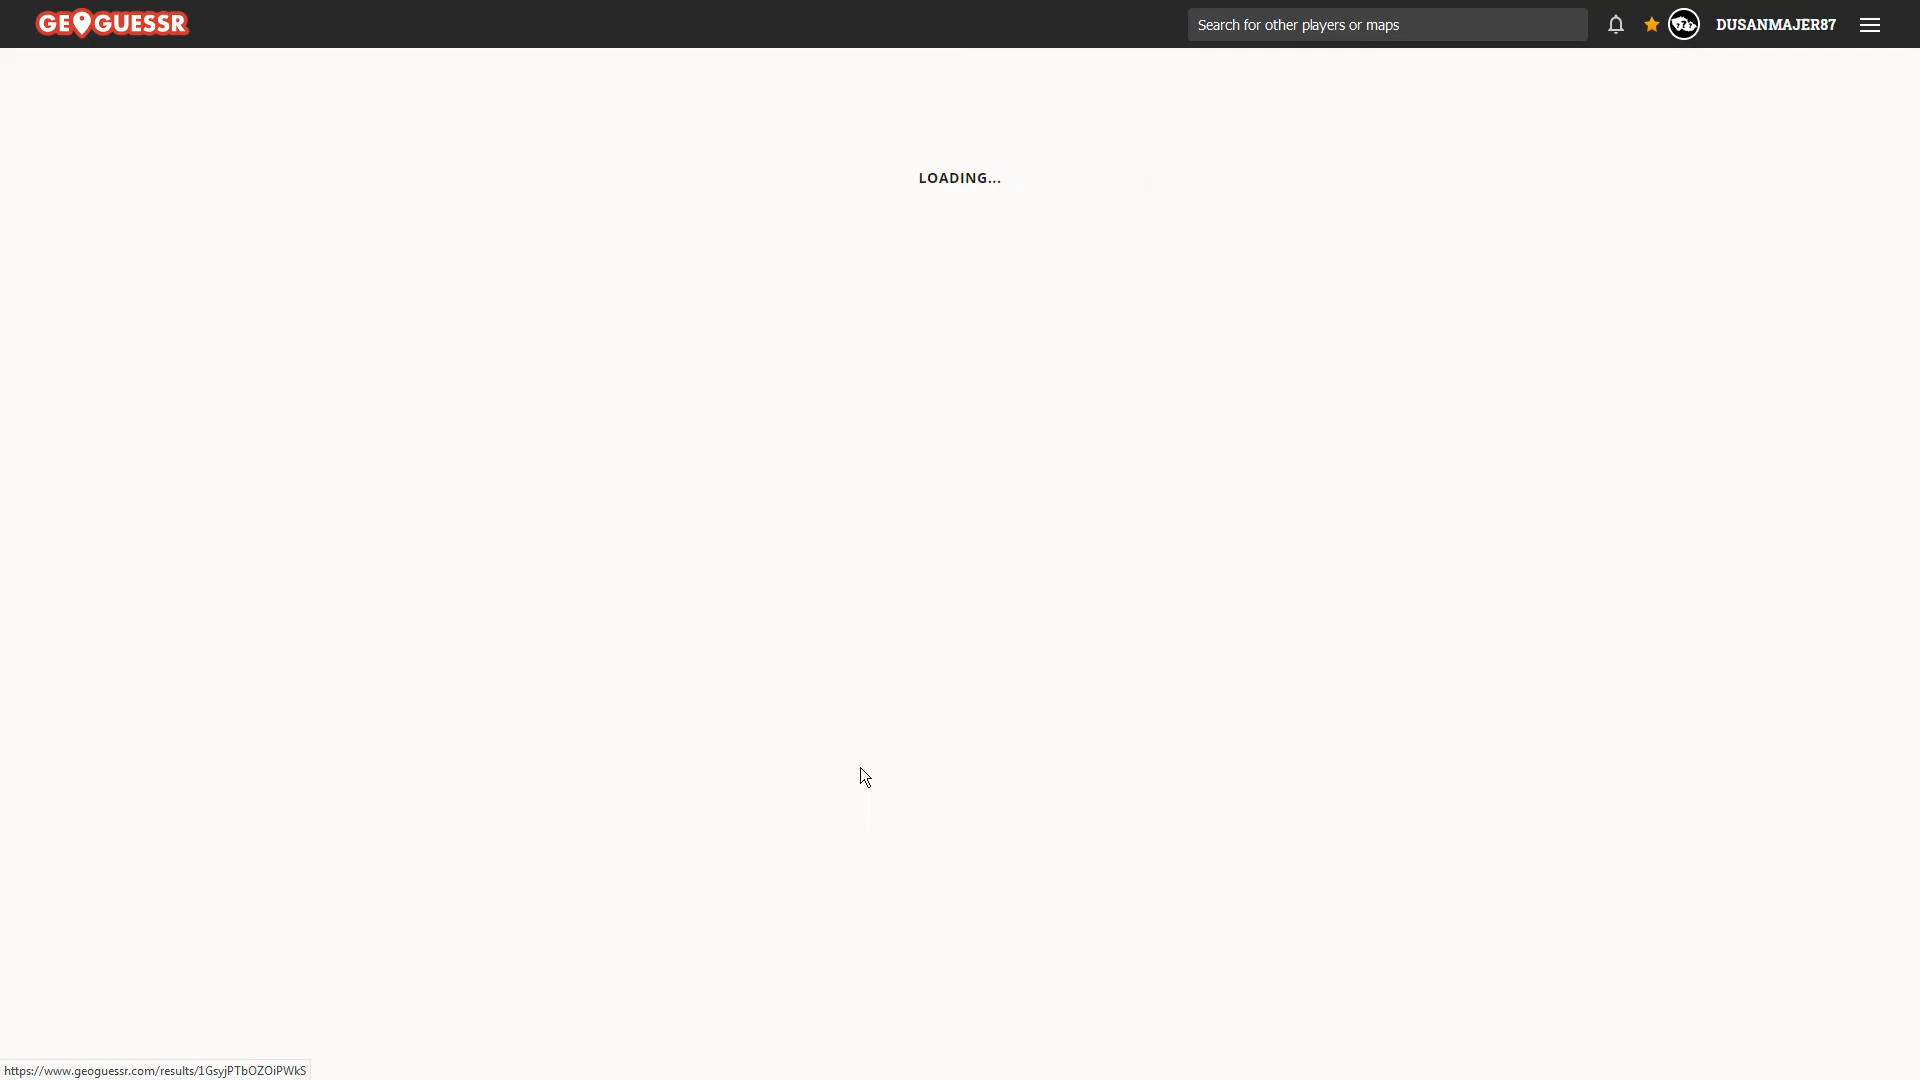 GEOGUESSR
Search for other players or maps
DUSANMAJER87
LOADING...
https://www.geoguessr.com/results/1GsyjPTbOZOiPWkS